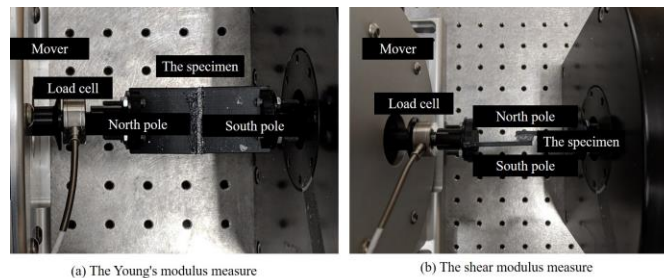 Mover
The specimen
Load cell
North pole
South pole
(a) The Young's modulus measure
Mover
Load cell
North pole
The specimen
South pole
(b) The shear modulus measure